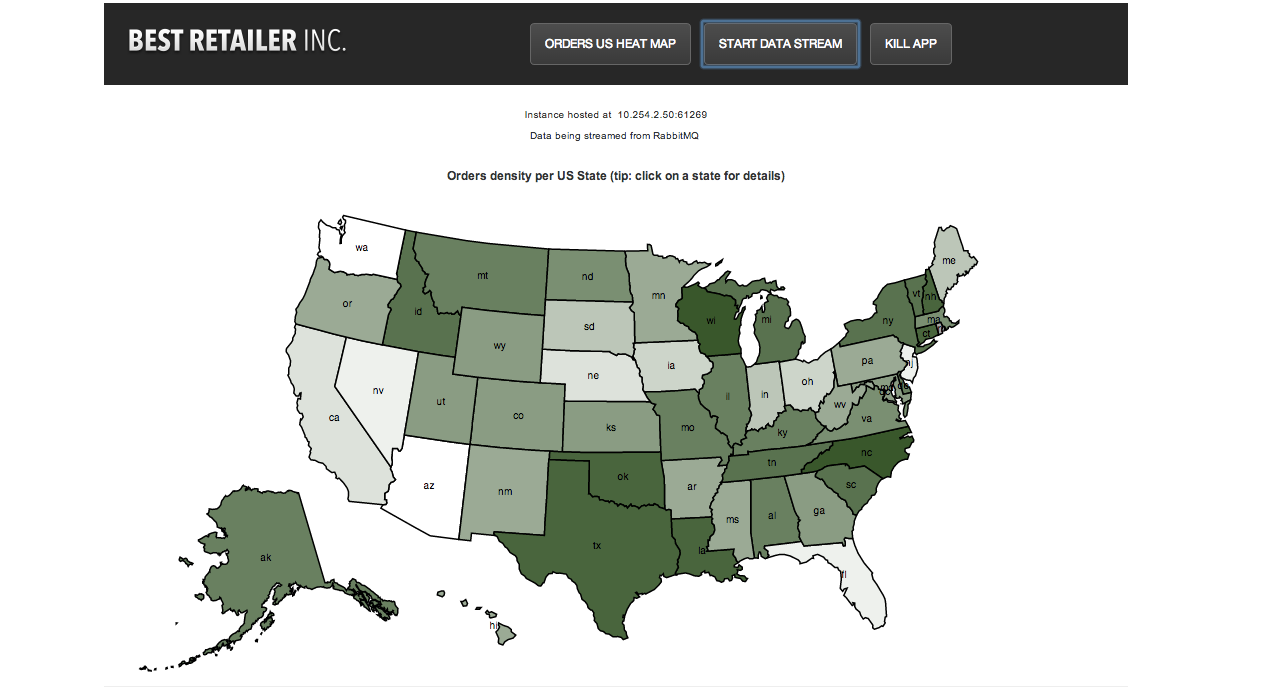 BEST RETAILER INC.
ORDERS US HEAT MAP
START DATA STREAM
KILL APP
Instance hosted at 10.254.2.50:61269
Data being streamed from RabbitMQ
Orders density per US State (tip: click on a state for details)
wa
me
mt
nd
mn
vt
nh
or
id
sd
wi
mi
ny
ma
ct
wy
ia
pa
nj
ne
oh
nv
ut
co
il
in
wv
ca
ks
mo
ky
va
nc
tn
ok
sc
az
nm
ar
ms
al
ga
tx
la
ak
fl
hi